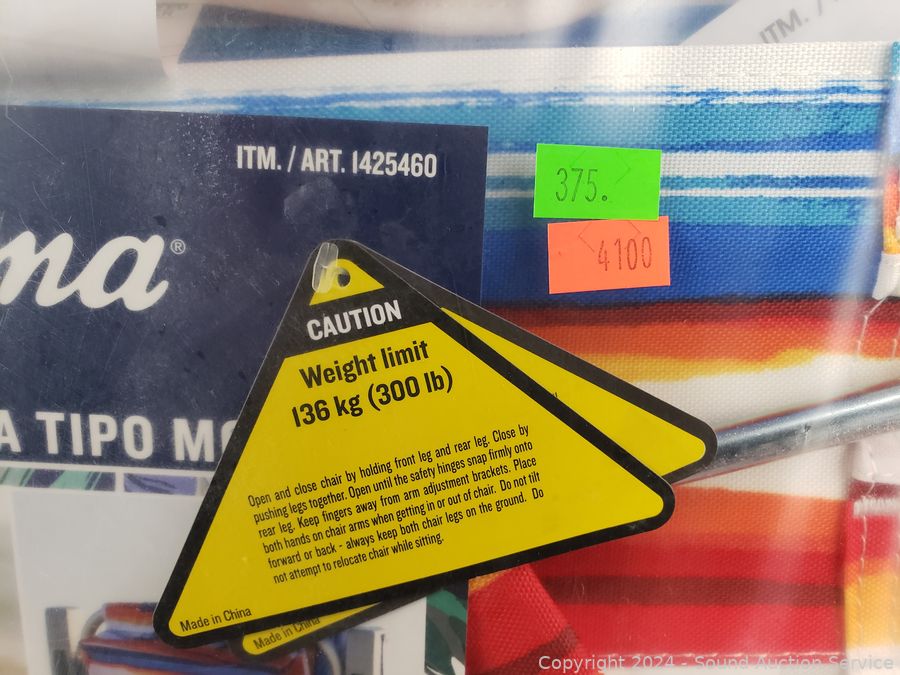 ITM. /
ITM. / ART. 1425460
ma®
375.
4100
CAUTION
Weight limit
136 kg (300 lb)
A TIPO
Open and close chair by holding front leg and rear leg. Close by
pushing legs together. Open until the safety hinges snap firmly onto
rear leg. Keep fingers away from arm adjustment brackets. Place
both hands on chair arms when getting in or out of chair. Do not tilt
forward or back - always keep both chair legs on the ground. Do
not attempt to relocate chair while sitting.
Made in China
Made in China
Copyright 2024 - Sound Auction Service